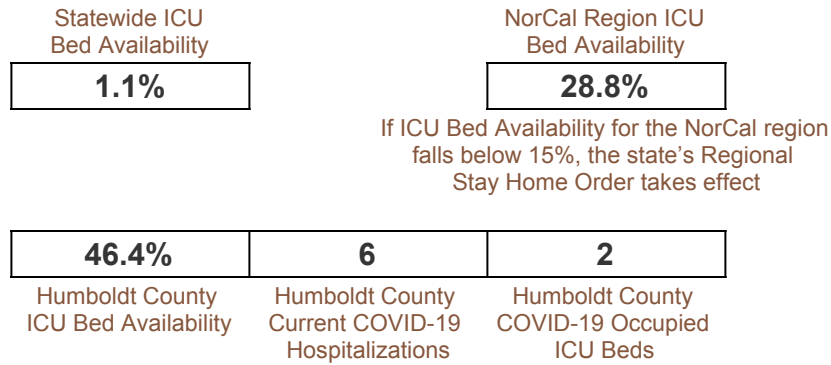 Statewide ICU
Bed Availability
1.1%
NorCal Region ICU
Bed Availability
28.8%
If ICU Bed Availability for the NorCal region
falls below 15%, the state’s Regional
Stay Home Order takes effect
46.4%
6
2
Humboldt County
ICU Bed Availability
Humboldt County
Current COVID-19
Hospitalizations
Humboldt County
COVID-19 Occupied
ICU Beds